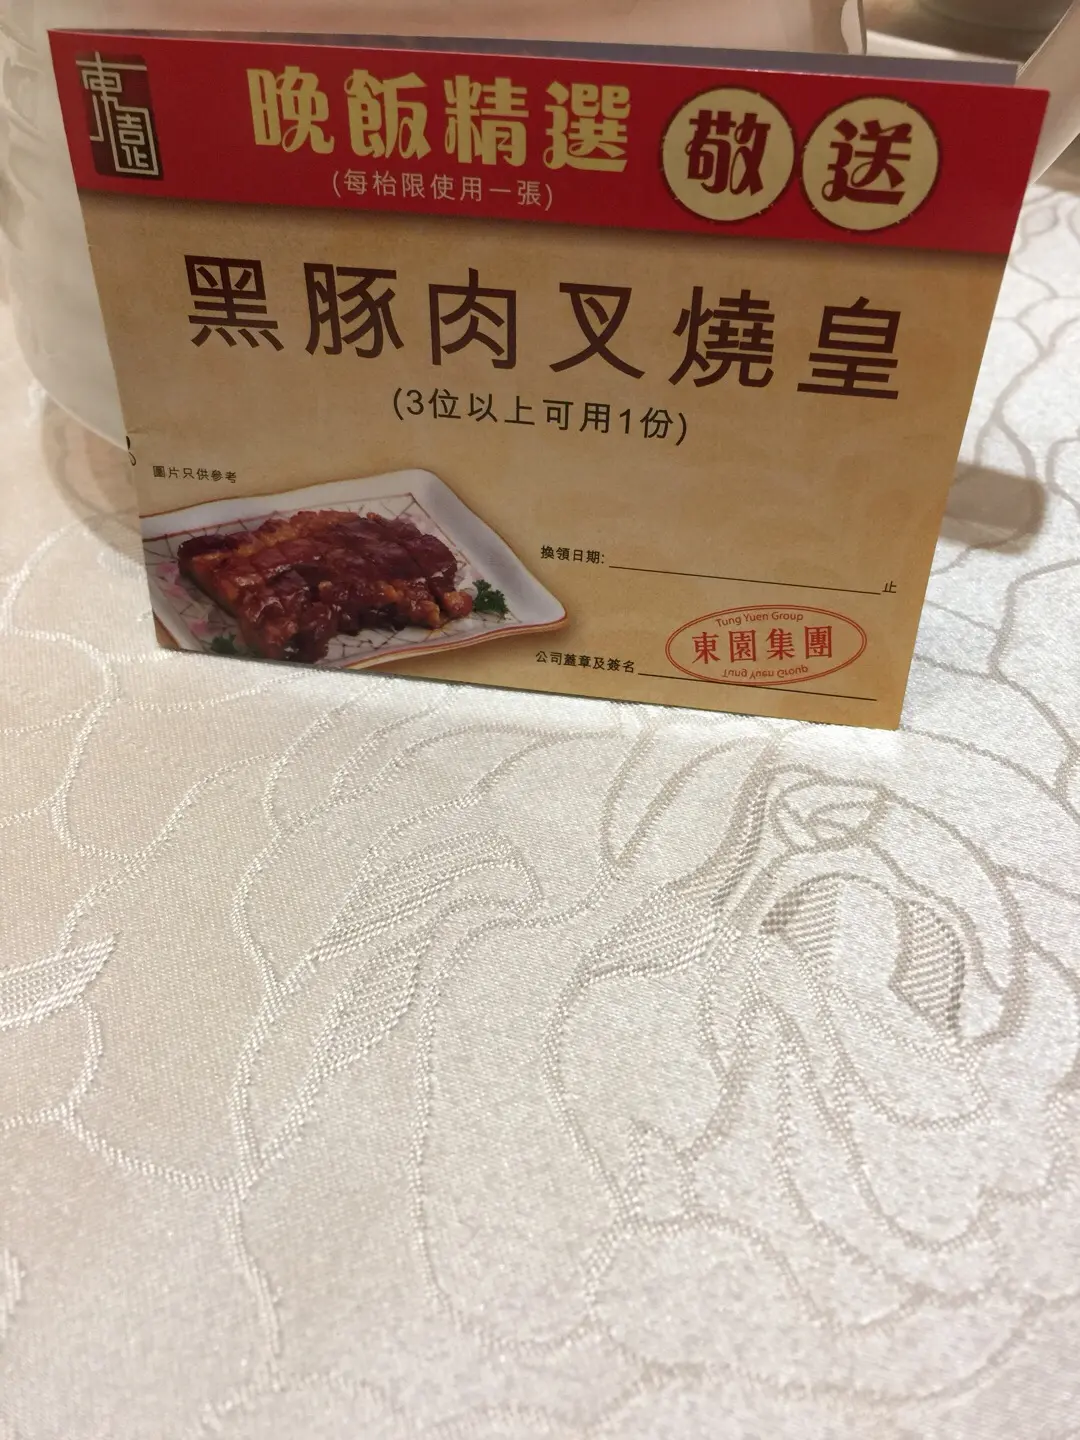 東園
晚飯精選 敬送
(每枱限使用一張)
黑豚肉叉燒皇
(3位以上可用1份)
圖片只供參考
換領日期: 止
公司蓋章及簽名
Tung Yuen Group
東園集團
Tung Yuen Group